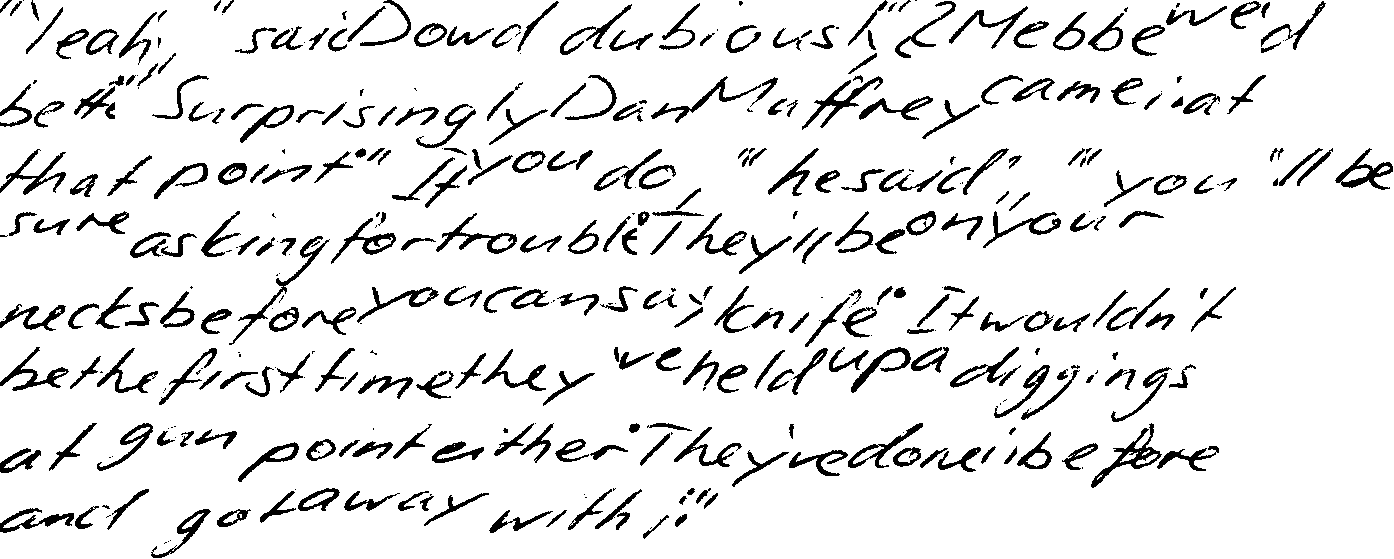 "Yeah," said Dowd dubiously, "Mebbe we'd
better." Surprisingly Dan Muffrey came in at
that point. "If you do," he said, "you'll be
sure asking for trouble. They'll be on your
necks before you can say knife. It wouldn't
be the first time they've held up a diggings
at gun point either. They've done it before
and got away with it."